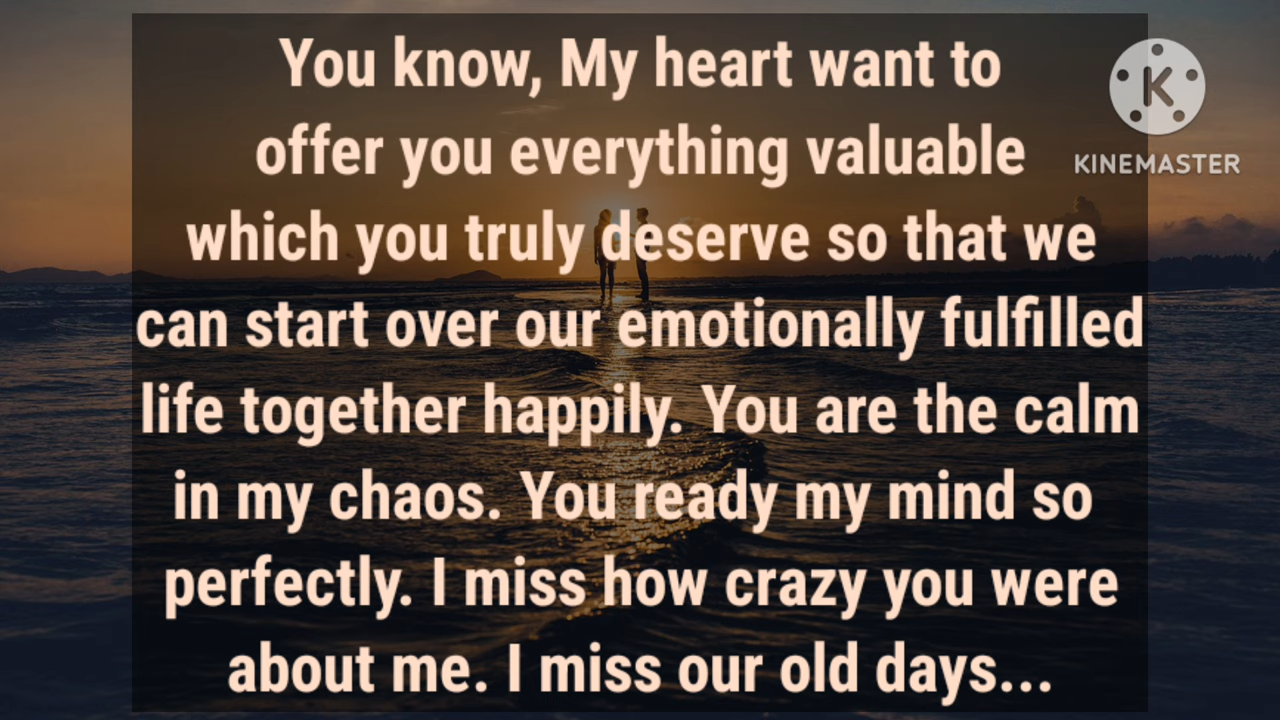 You know, My heart want to
offer you everything valuable
which you truly deserve so that we
can start over our emotionally fulfilled
life together happily. You are the calm
in my chaos. You ready my mind so
perfectly. I miss how crazy you were
about me. I miss our old days...
K
KINEMASTER